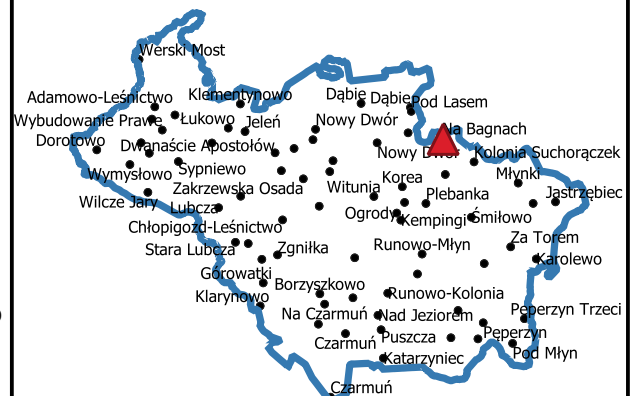 Werski Most
Adamowo-Leśnictwo
Klementynowo
Dąbie
Dąbie
Pod Lasem
Wybudowanie Prawe
Łukowo
Jeleń
Nowy Dwór
Na Bagnach
Dorotowo
Dwanaście Apostołów
Nowy Dwór
Kolonia Suchorączek
Wymysłowo
Sypniewo
Korea
Młynki
Wilcze Jary
Zakrzewska Osada
Witunia
Plebanka
Jastrzębiec
Lubcza
Ogrody
Kempingi
Śmiłowo
Chłopigozd-Leśnictwo
Stara Lubcza
Zgniłka
Runowo-Młyn
Za Torem
Karolewo
Górowatki
Klarynowo
Borzyszkowo
Runowo-Kolonia
Na Czarmuń
Nad Jeziorem
Peperzyn Trzeci
Czarmuń
Puszcza
Pęperzyn
Katarzyniec
Pod Młyn
Czarmuń